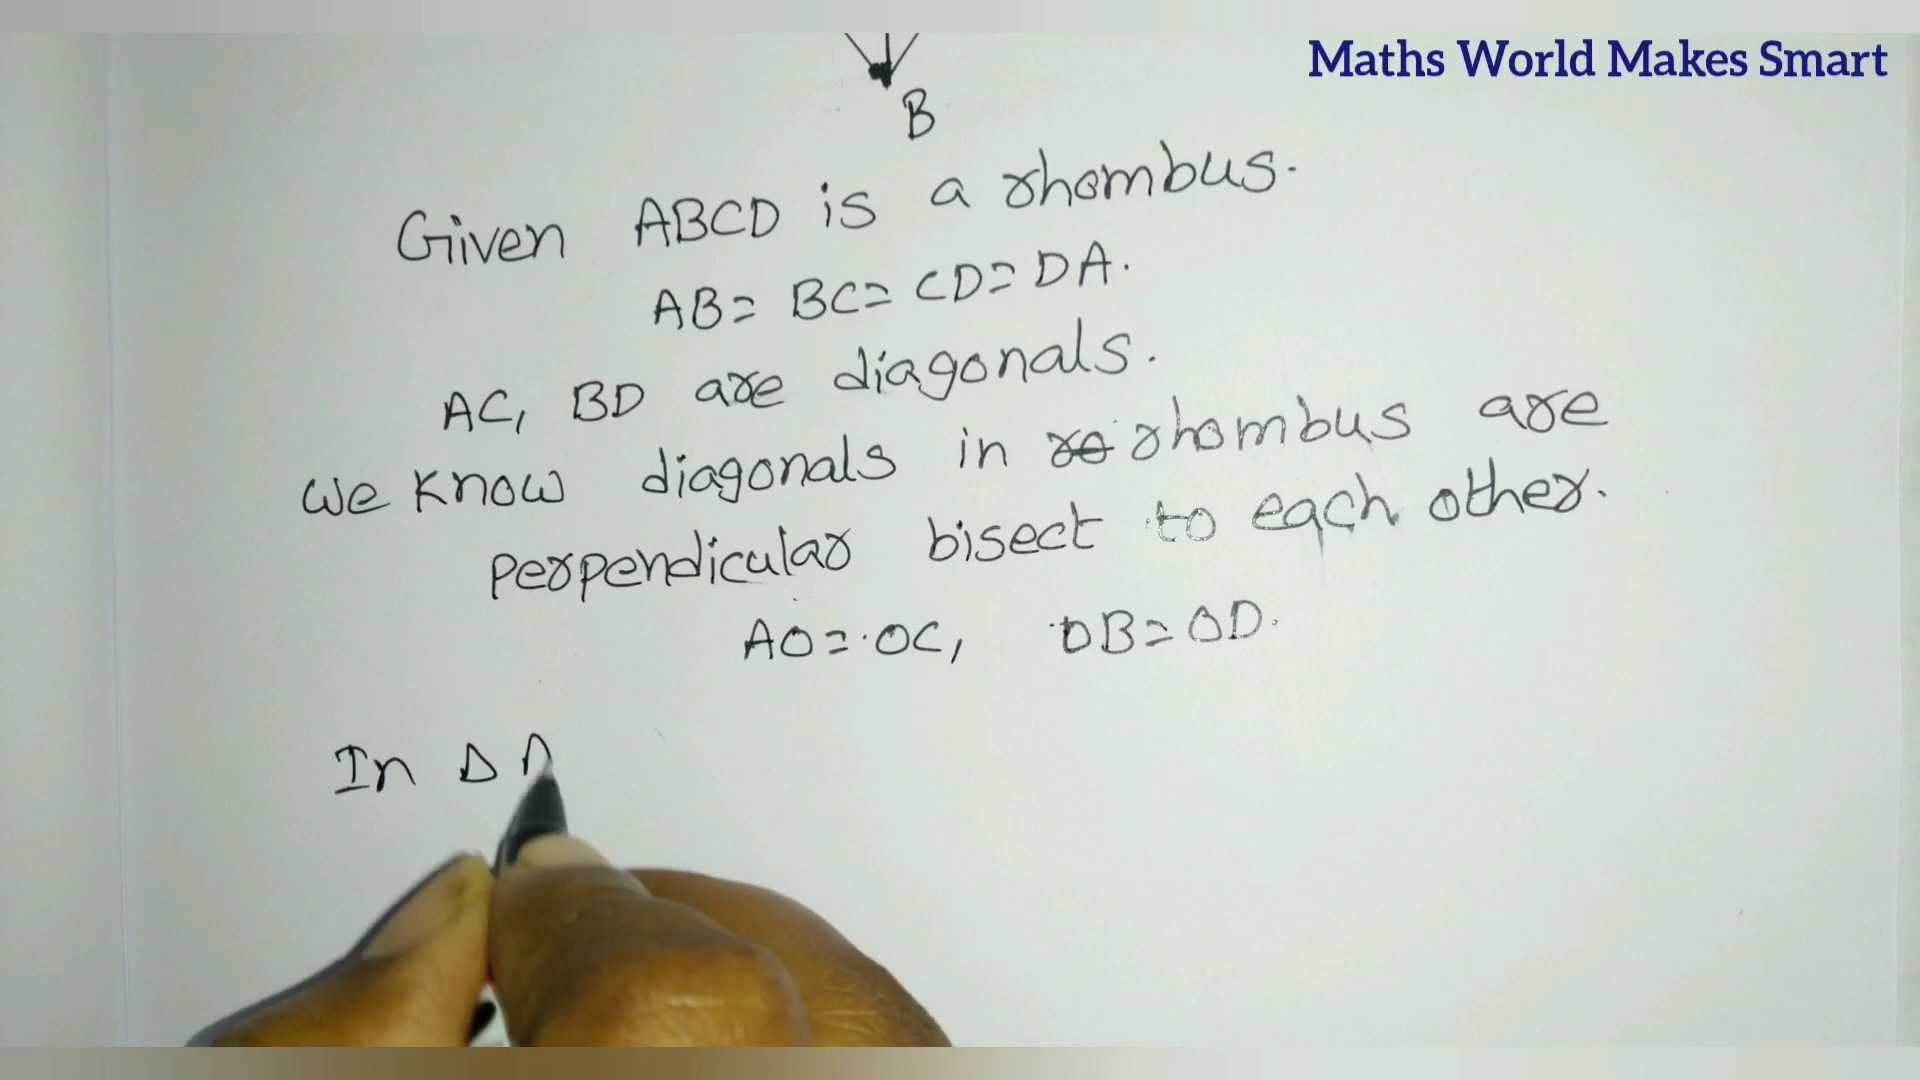 Maths World Makes Smart
B
Given ABCD is a rhombus.
AB = BC = CD = DA.
AC, BD are diagonals.
We know diagonals in rhombus are
perpendicular bisect to each other.
AO = OC, OB = OD.
In Δ A